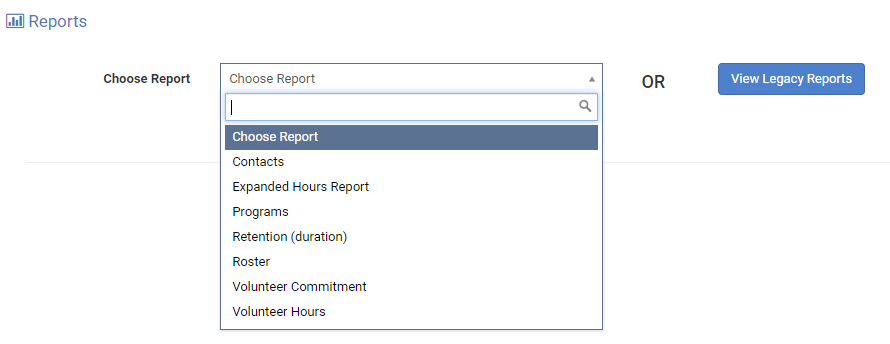 Reports
Choose Report
Choose Report
OR
View Legacy Reports
Choose Report
Contacts
Expanded Hours Report
Programs
Retention (duration)
Roster
Volunteer Commitment
Volunteer Hours